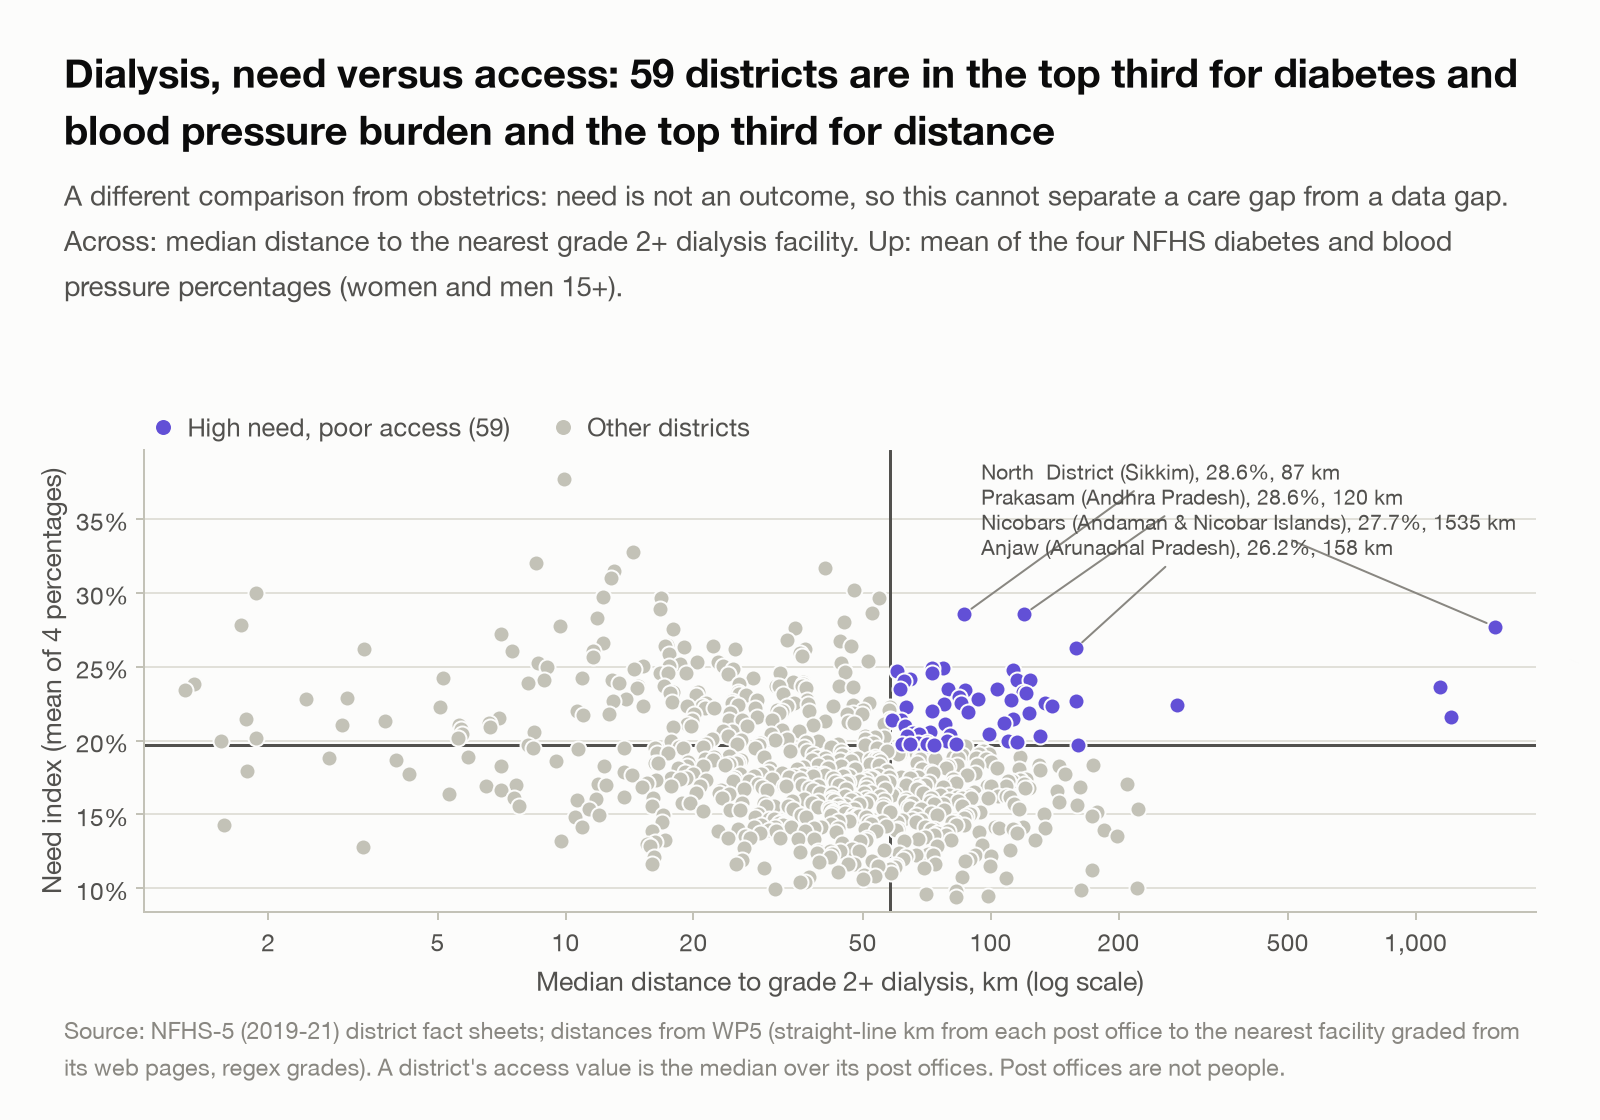 Dialysis, need versus access: 59 districts are in the top third for diabetes and
blood pressure burden and the top third for distance
A different comparison from obstetrics: need is not an outcome, so this cannot separate a care gap from a data gap.
Across: median distance to the nearest grade 2+ dialysis facility. Up: mean of the four NFHS diabetes and blood
pressure percentages (women and men 15+).
High need, poor access (59)
Other districts
North  District (Sikkim), 28.6%, 87 km
Prakasam (Andhra Pradesh), 28.6%, 120 km
Nicobars (Andaman & Nicobar Islands), 27.7%, 1535 km
Anjaw (Arunachal Pradesh), 26.2%, 158 km
Need index (mean of 4 percentages)
35%
30%
25%
20%
15%
10%
2
5
10
20
50
100
200
500
1,000
Median distance to grade 2+ dialysis, km (log scale)
Source: NFHS-5 (2019-21) district fact sheets; distances from WP5 (straight-line km from each post office to the nearest facility graded from
its web pages, regex grades). A district's access value is the median over its post offices. Post offices are not people.